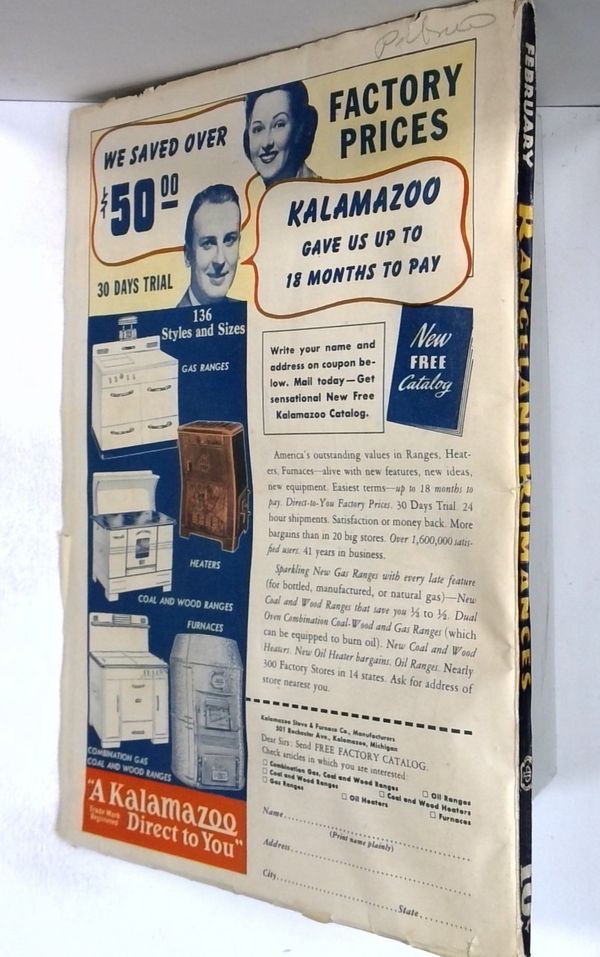 FACTORY
PRICES
WE SAVED OVER
$50 00
KALAMAZOO
GAVE US UP TO
18 MONTHS TO PAY
30 DAYS TRIAL
136
Styles and Sizes
GAS RANGES
HEATERS
COAL AND WOOD RANGES
FURNACES
COMBINATION GAS
COAL AND WOOD RANGES
"A Kalamazoo
Trade Mark
Registered
Direct to You"
Write your name and
address on coupon be-
low. Mail today—Get
sensational New Free
Kalamazoo Catalog.
New
FREE
Catalog
America's outstanding values in Ranges, Heat-
ers, Furnaces—alive with new features, new ideas,
new equipment. Easiest terms—up to 18 months to
pay. Direct-to-You Factory Prices. 30 Days Trial. 24
hour shipments. Satisfaction or money back. More
bargains than in 20 big stores. Over 1,600,000 satis-
fied users. 41 years in business.
Sparkling New Gas Ranges with every late feature
(for bottled, manufactured, or natural gas)—New
Coal and Wood Ranges that save you ⅓ to ½. Dual
Oven Combination Coal-Wood and Gas Ranges (which
can be equipped to burn oil). New Coal and Wood
Heaters. New Oil Heater bargains. Oil Ranges. Nearly
300 Factory Stores in 14 states. Ask for address of
store nearest you.
Kalamazoo Stove & Furnace Co., Manufacturers
501 Rochester Ave., Kalamazoo, Michigan
Dear Sirs: Send FREE FACTORY CATALOG.
Check articles in which you are interested:
☐ Combination Gas, Coal and Wood Ranges ☐ Oil Ranges
☐ Coal and Wood Ranges ☐ Coal and Wood Heaters
☐ Gas Ranges ☐ Oil Heaters ☐ Furnaces
Name
(Print name plainly)
Address
City
State
FEBRUARY
RANGELAND ROMANCES
10¢